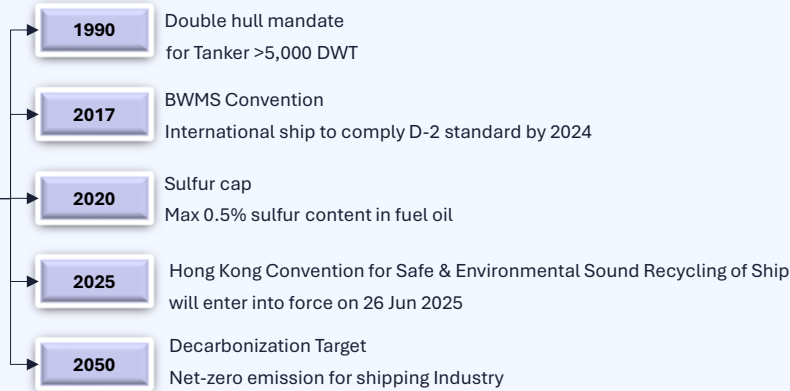 1990
Double hull mandate
for Tanker >5,000 DWT
2017
BWMS Convention
International ship to comply D-2 standard by 2024
2020
Sulfur cap
Max 0.5% sulfur content in fuel oil
2025
Hong Kong Convention for Safe & Environmental Sound Recycling of Ship
will enter into force on 26 Jun 2025
2050
Decarbonization Target
Net-zero emission for shipping Industry